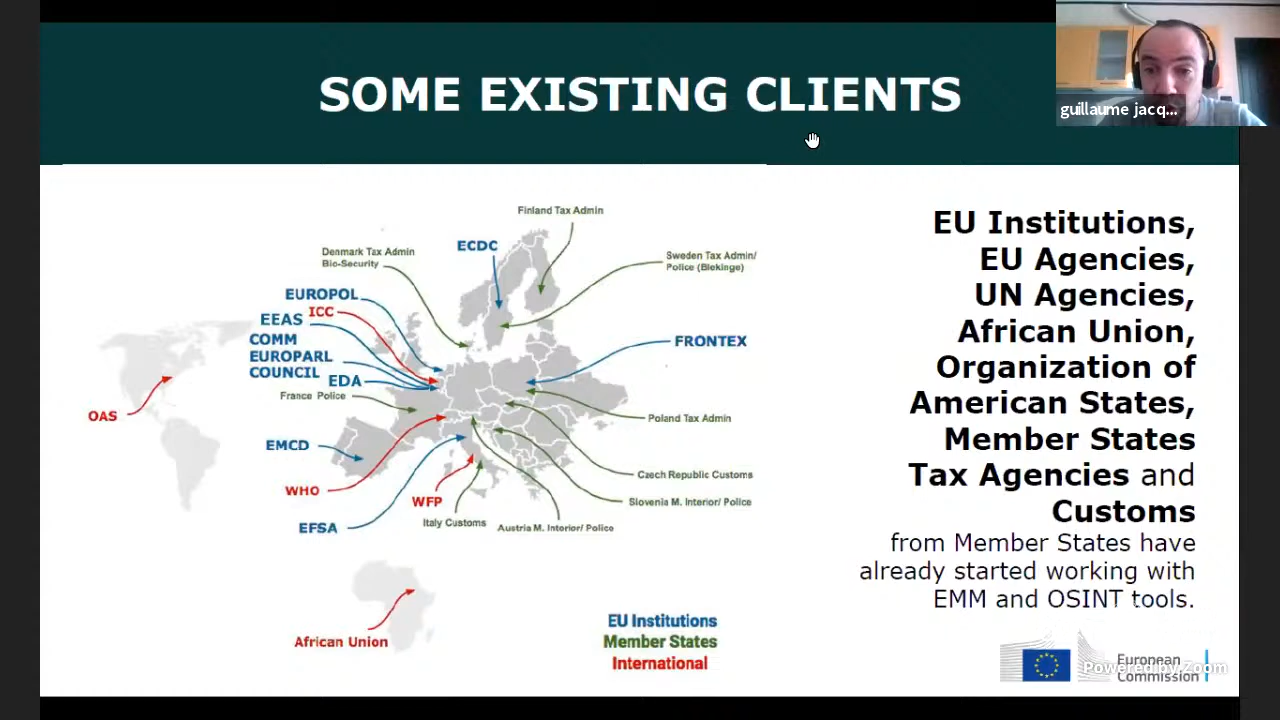 SOME EXISTING CLIENTS
guillaume jacq...
Finland Tax Admin
Denmark Tax Admin
Bio-Security
ECDC
Sweden Tax Admin/
Police (Blekinge)
EUROPOL
ICC
EEAS
COMM
EUROPARL
COUNCIL
EDA
France Police
FRONTEX
OAS
Poland Tax Admin
EMCD
WHO
WFP
Czech Republic Customs
Slovenia M. Interior/ Police
EFSA
Italy Customs
Austria M. Interior/ Police
African Union
EU Institutions
Member States
International
EU Institutions,
EU Agencies,
UN Agencies,
African Union,
Organization of
American States,
Member States
Tax Agencies and
Customs
from Member States have
already started working with
EMM and OSINT tools.
European
Commission
Powered by Zoom